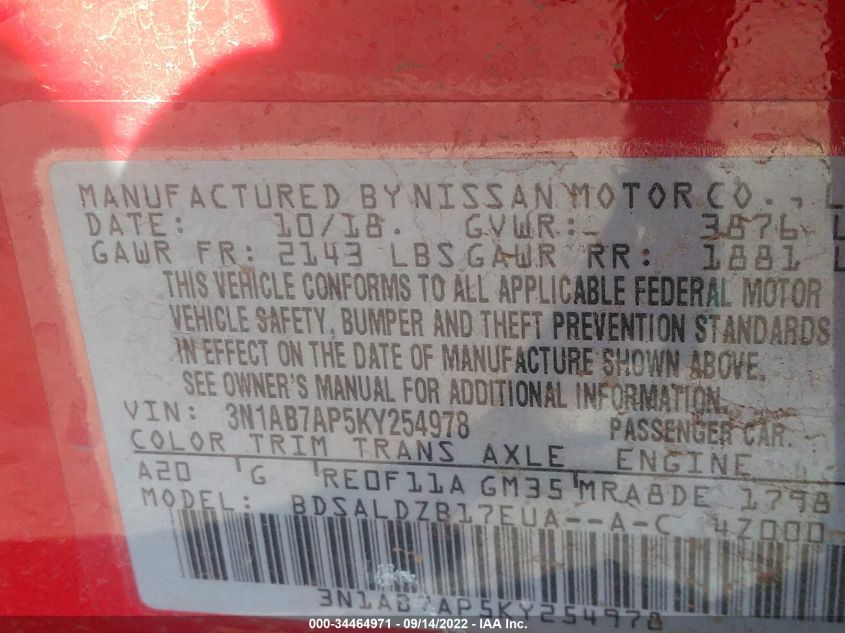 MANUFACTURED BY NISSAN MOTOR CO., L
DATE: 10/18. GVWR: 3876 L
GAWR FR: 2143 LBS GAWR RR: 1881 L
THIS VEHICLE CONFORMS TO ALL APPLICABLE FEDERAL MOTOR
VEHICLE SAFETY, BUMPER AND THEFT PREVENTION STANDARDS
IN EFFECT ON THE DATE OF MANUFACTURE SHOWN ABOVE.
SEE OWNER'S MANUAL FOR ADDITIONAL INFORMATION.
VIN: 3N1AB7AP5KY254978 PASSENGER CAR.
COLOR TRIM TRANS AXLE ENGINE
A20 G RE0F11A GM35 MRA8DE 1798
MODEL: BDSALDZB17EUA--A-C 4Z000
3N1AB7AP5KY254978
000-34464971 - 09/14/2022 - IAA Inc.